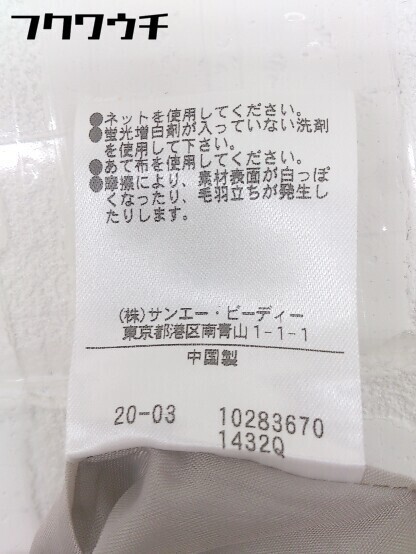 フクワウチ
●ネットを使用してください。
●蛍光増白剤が入っていない洗剤
を使用して下さい。
●あて布を使用してください。
●摩擦により、素材表面が白っぽ
くなったり、毛羽立ちが発生し
たりします。
(株)サンエー・ビーディー
東京都港区南青山1-1-1
中国製
20-03 10283670
1432Q